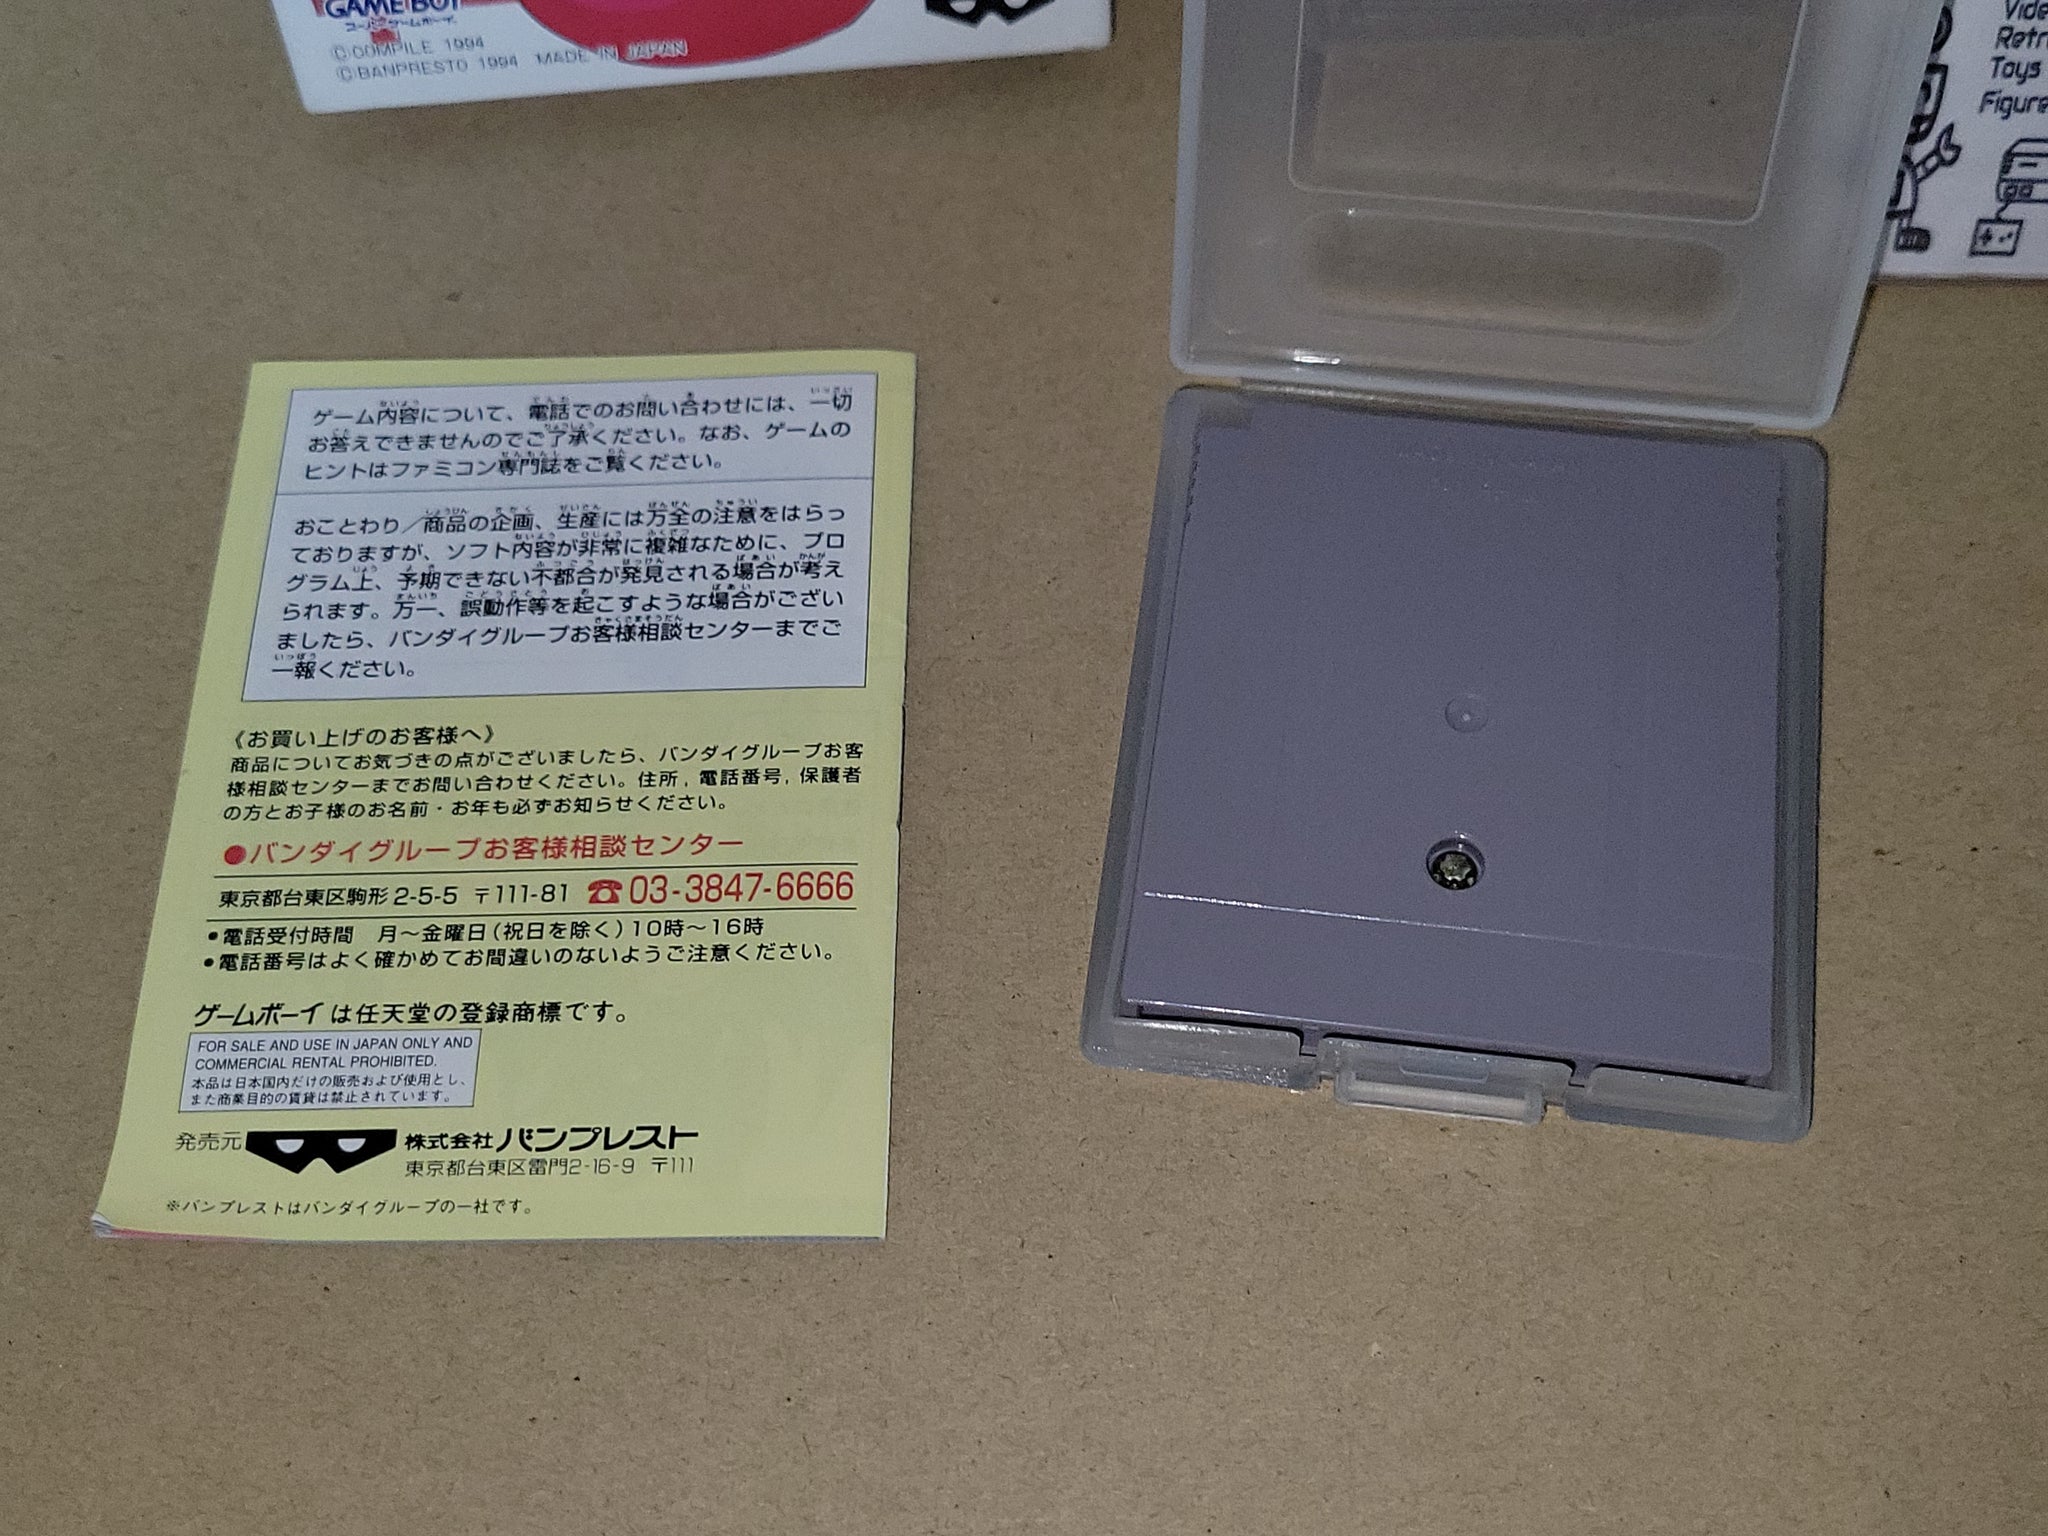 GAME BOY
スーパーゲームボーイ
©COMPILE 1994
©BANPRESTO 1994 MADE IN JAPAN
Retr
Toys
Figure
ゲーム内容について、電話でのお問い合わせには、一切
お答えできませんのでご了承ください。なお、ゲームの
ヒントはファミコン専門誌をご覧ください。
おことわり／商品の企画、生産には万全の注意をはらっ
ておりますが、ソフト内容が非常に複雑なために、プロ
グラム上、予期できない不都合が発見される場合が考え
られます。万一、誤動作等を起こすような場合がござい
ましたら、バンダイグループお客様相談センターまでご
一報ください。
《お買い上げのお客様へ》
商品についてお気づきの点がございましたら、バンダイグループお客
様相談センターまでお問い合わせください。住所，電話番号，保護者
の方とお子様のお名前・お年も必ずお知らせください。
●バンダイグループお客様相談センター
東京都台東区駒形2-5-5 〒111-81 ☎03-3847-6666
•電話受付時間 月〜金曜日(祝日を除く)10時〜16時
•電話番号はよく確かめてお間違いのないようご注意ください。
ゲームボーイは任天堂の登録商標です。
FOR SALE AND USE IN JAPAN ONLY AND
COMMERCIAL RENTAL PROHIBITED.
本品は日本国内だけの販売および使用とし、
また商業目的の賃貸は禁止されています。
発売元 株式会社バンプレスト
東京都台東区雷門2-16-9 〒111
※バンプレストはバンダイグループの一社です。